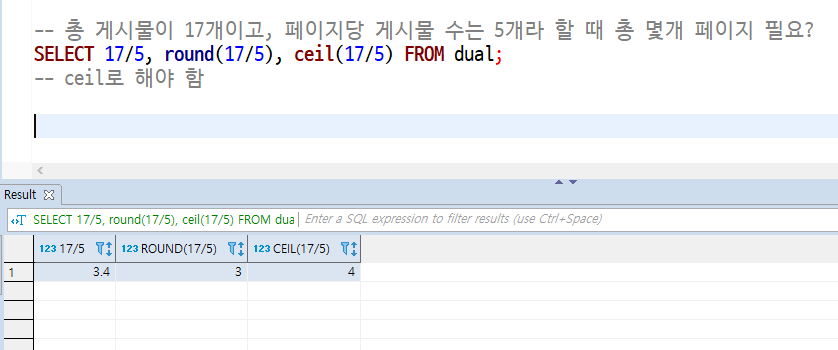 -- 총 게시물이 17개이고, 페이지당 게시물 수는 5개라 할 때 총 몇개 페이지 필요?
SELECT 17/5, round(17/5), ceil(17/5) FROM dual;
-- ceil로 해야 함
Result
SELECT 17/5, round(17/5), ceil(17/5) FROM dua Enter a SQL expression to filter results (use Ctrl+Space)
123 17/5 123 ROUND(17/5) 123 CEIL(17/5)
1 3.4 3 4